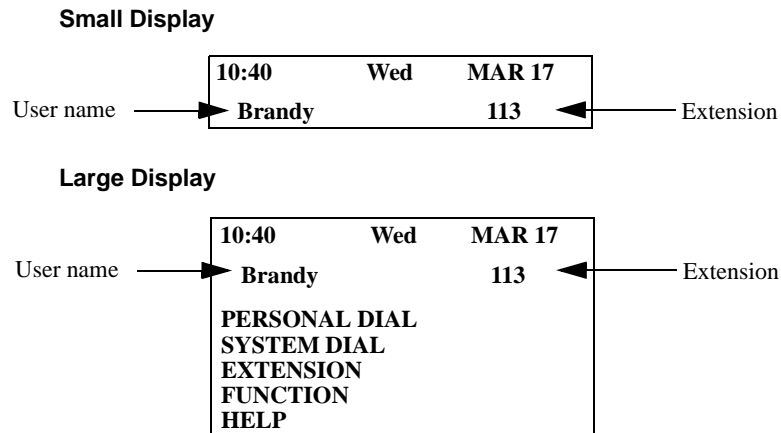 Small Display
10:40 Wed MAR 17
User name Brandy 113 Extension
Large Display
10:40 Wed MAR 17
User name Brandy 113 Extension
PERSONAL DIAL
SYSTEM DIAL
EXTENSION
FUNCTION
HELP